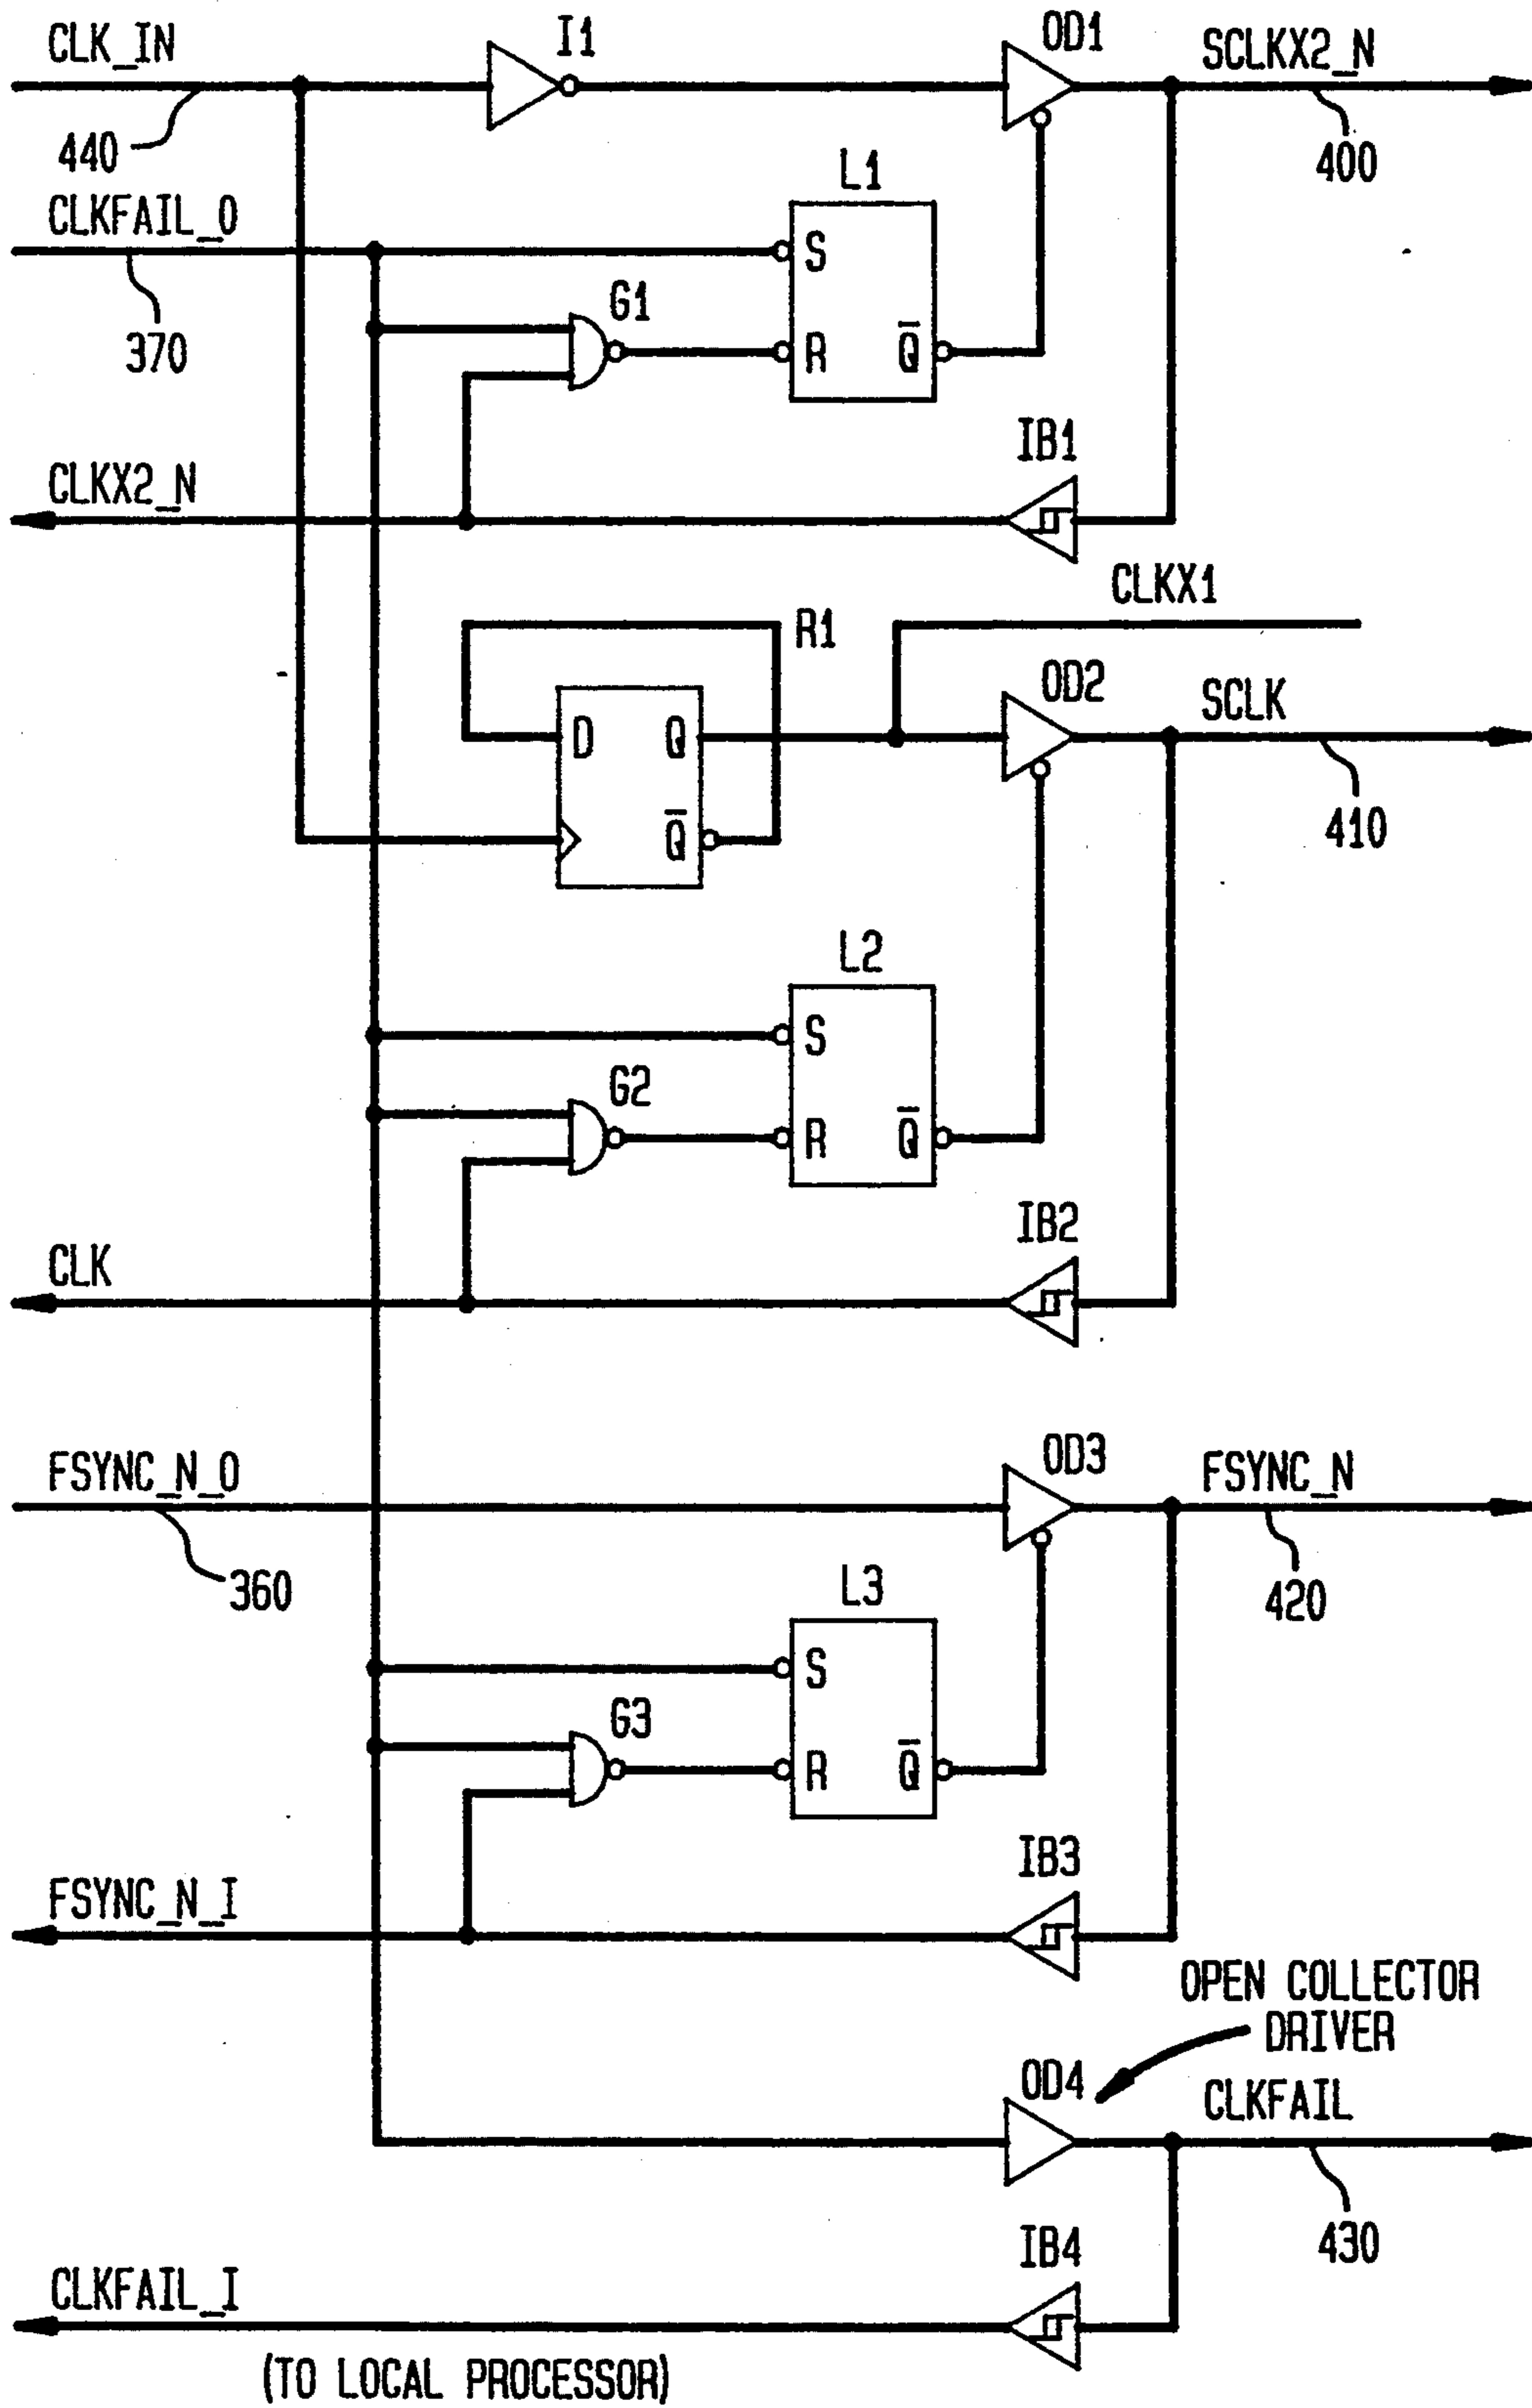 CLK_IN
I1
OD1
SCLKX2_N
440
400
CLKFAIL_O
L1
370
G1
S
R
Q̅
CLKX2_N
IB1
CLKX1
R1
OD2
SCLK
D
Q
Q̅
410
L2
S
G2
R
Q̅
CLK
IB2
FSYNC_N_O
OD3
FSYNC_N
360
L3
420
S
G3
R
Q̅
FSYNC_N_I
IB3
OPEN COLLECTOR
DRIVER
OD4
CLKFAIL
430
IB4
CLKFAIL_I
(TO LOCAL PROCESSOR)